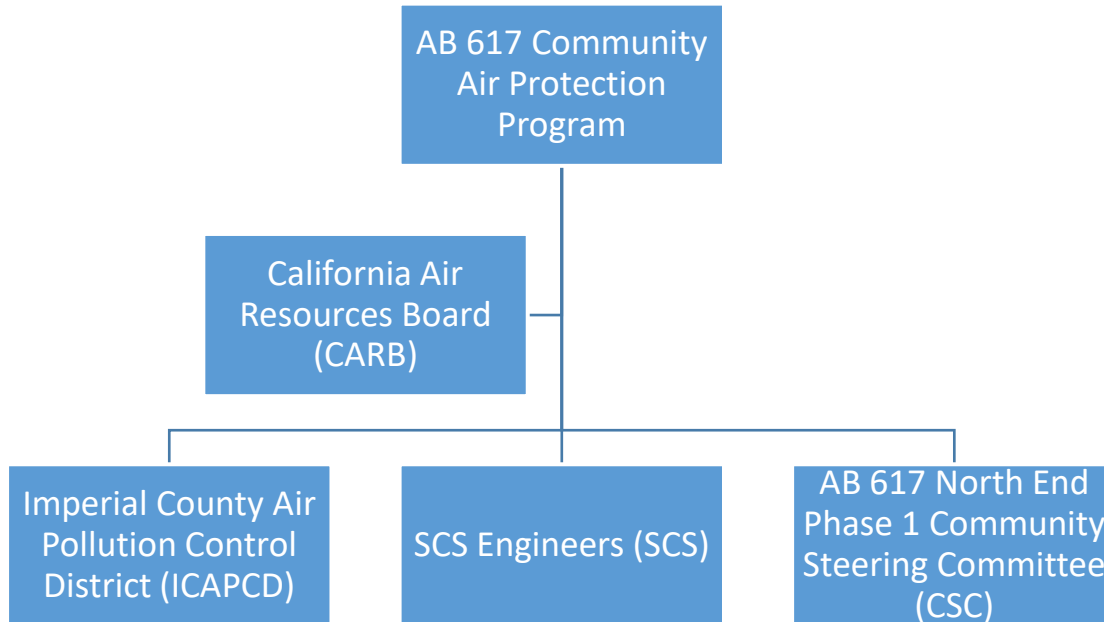 AB 617 Community
Air Protection
Program
California Air
Resources Board
(CARB)
Imperial County Air
Pollution Control
District (ICAPCD)
SCS Engineers (SCS)
AB 617 North End
Phase 1 Community
Steering Committee
(CSC)